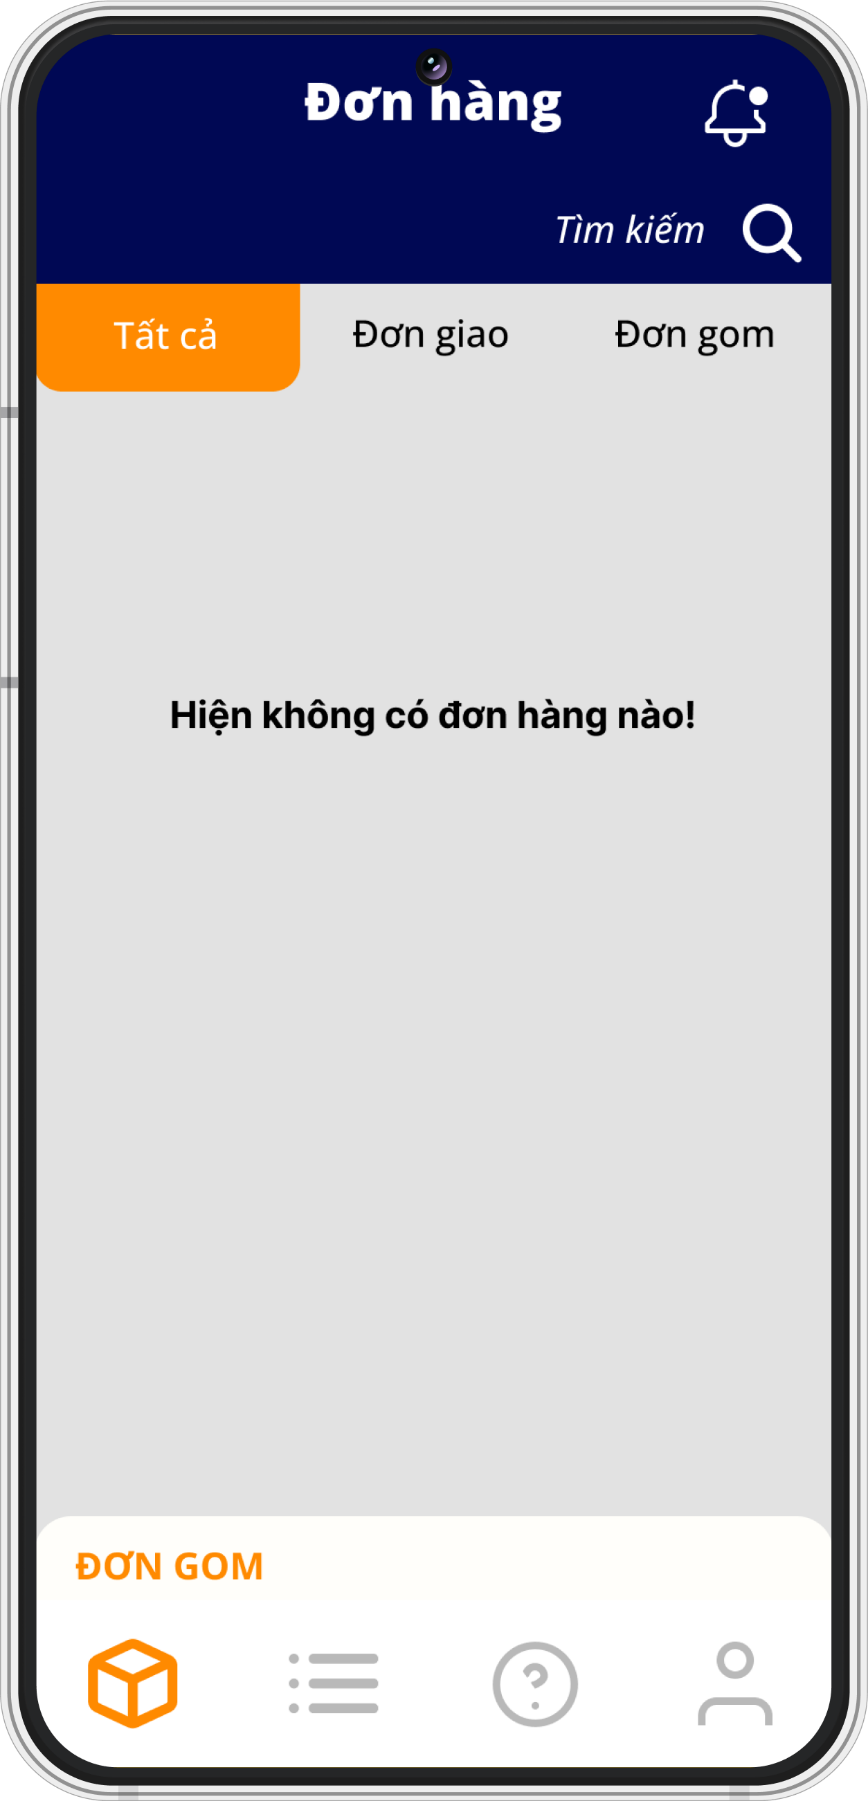 Đơn hàng
Tìm kiếm
Tất cả
Đơn giao
Đơn gom
Hiện không có đơn hàng nào!
ĐƠN GOM